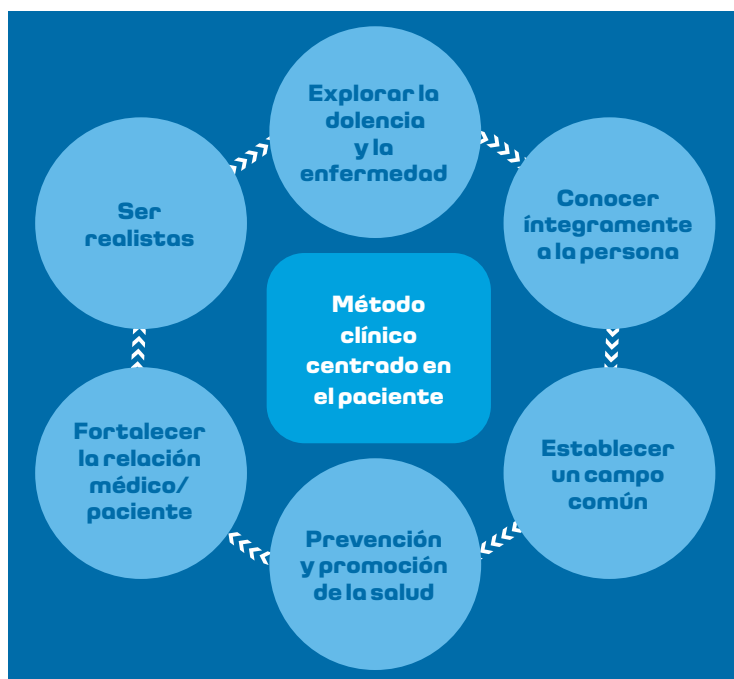 Explorar la
dolencia
y la
enfermedad
Conocer
íntegramente
a la persona
Establecer
un campo
común
Prevención
y promoción
de la salud
Fortalecer
la relación
médico/
paciente
Ser
realistas
Método
clínico
centrado en
el paciente